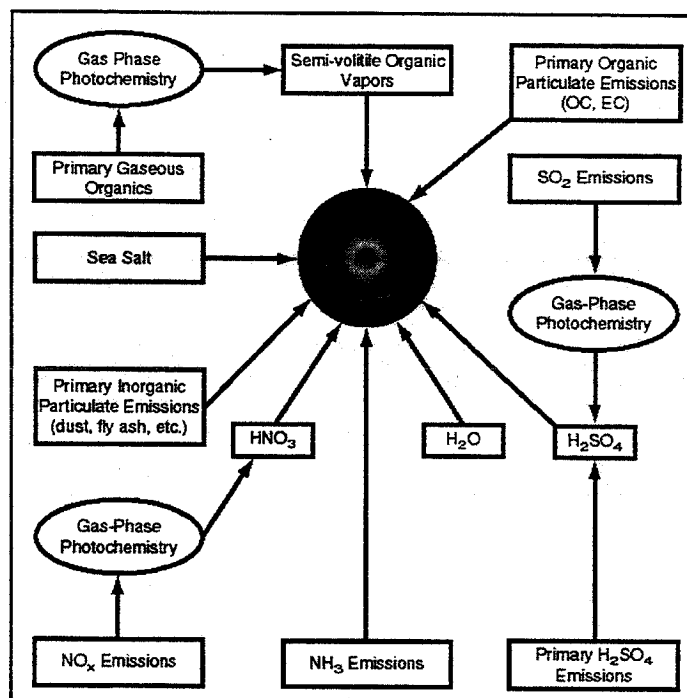 Gas Phase
Photochemistry
Semi-volitile Organic
Vapors
Primary Organic
Particulate Emissions
(OC, EC)
Primary Gaseous
Organics
SO₂ Emissions
Sea Salt
Gas-Phase
Photochemistry
Primary Inorganic
Particulate Emissions
(dust, fly ash, etc.)
HNO₃
H₂O
H₂SO₄
Gas-Phase
Photochemistry
NOₓ Emissions
NH₃ Emissions
Primary H₂SO₄
Emissions